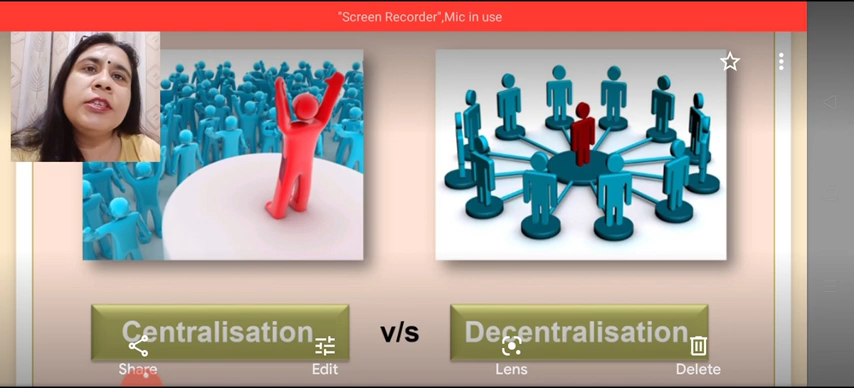 "Screen Recorder",Mic in use
Centralisation
v/s
Decentralisation
Share
Edit
Lens
Delete